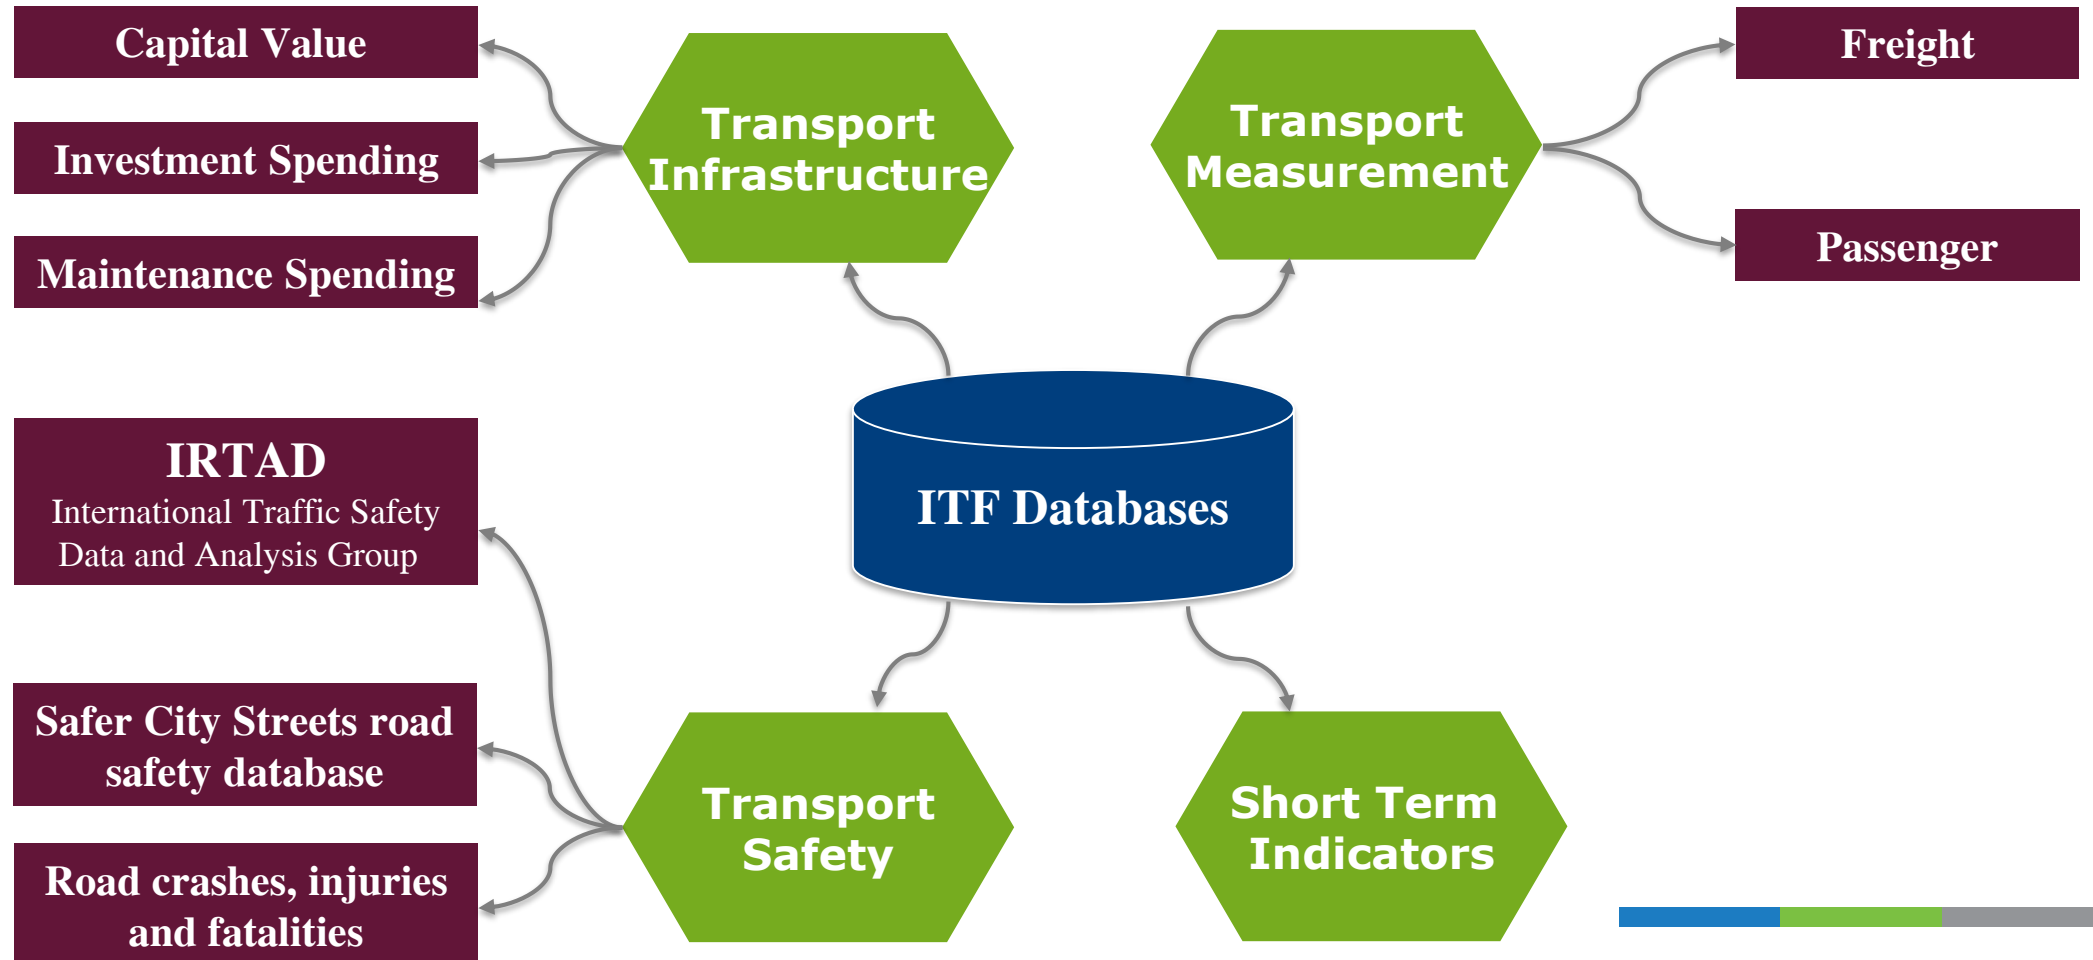 Capital Value
Investment Spending
Maintenance Spending
Transport
Infrastructure
Transport
Measurement
Freight
Passenger
IRTAD
International Traffic Safety
Data and Analysis Group
ITF Databases
Safer City Streets road
safety database
Road crashes, injuries
and fatalities
Transport
Safety
Short Term
Indicators